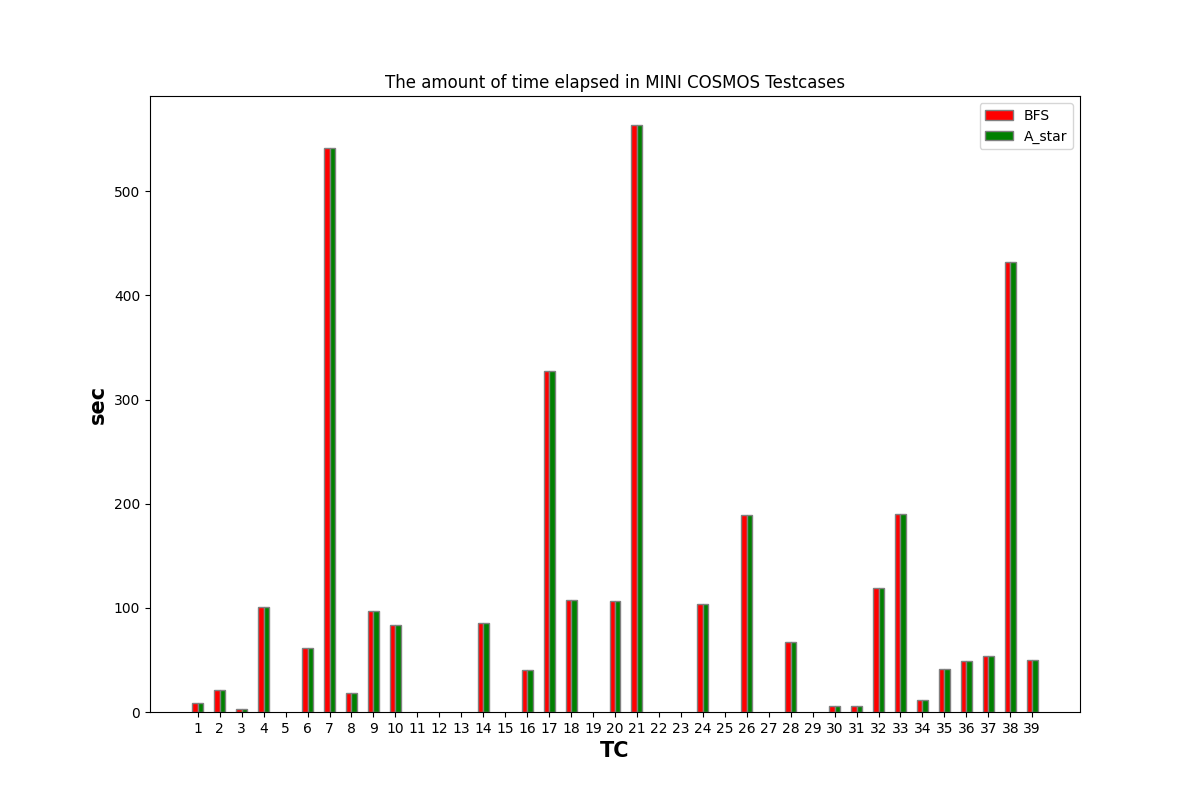 The amount of time elapsed in MINI COSMOS Testcases
BFS
A_star
500
400
300
200
100
0
sec
1 2 3 4 5 6 7 8 9 10 11 12 13 14 15 16 17 18 19 20 21 22 23 24 25 26 27 28 29 30 31 32 33 34 35 36 37 38 39
TC